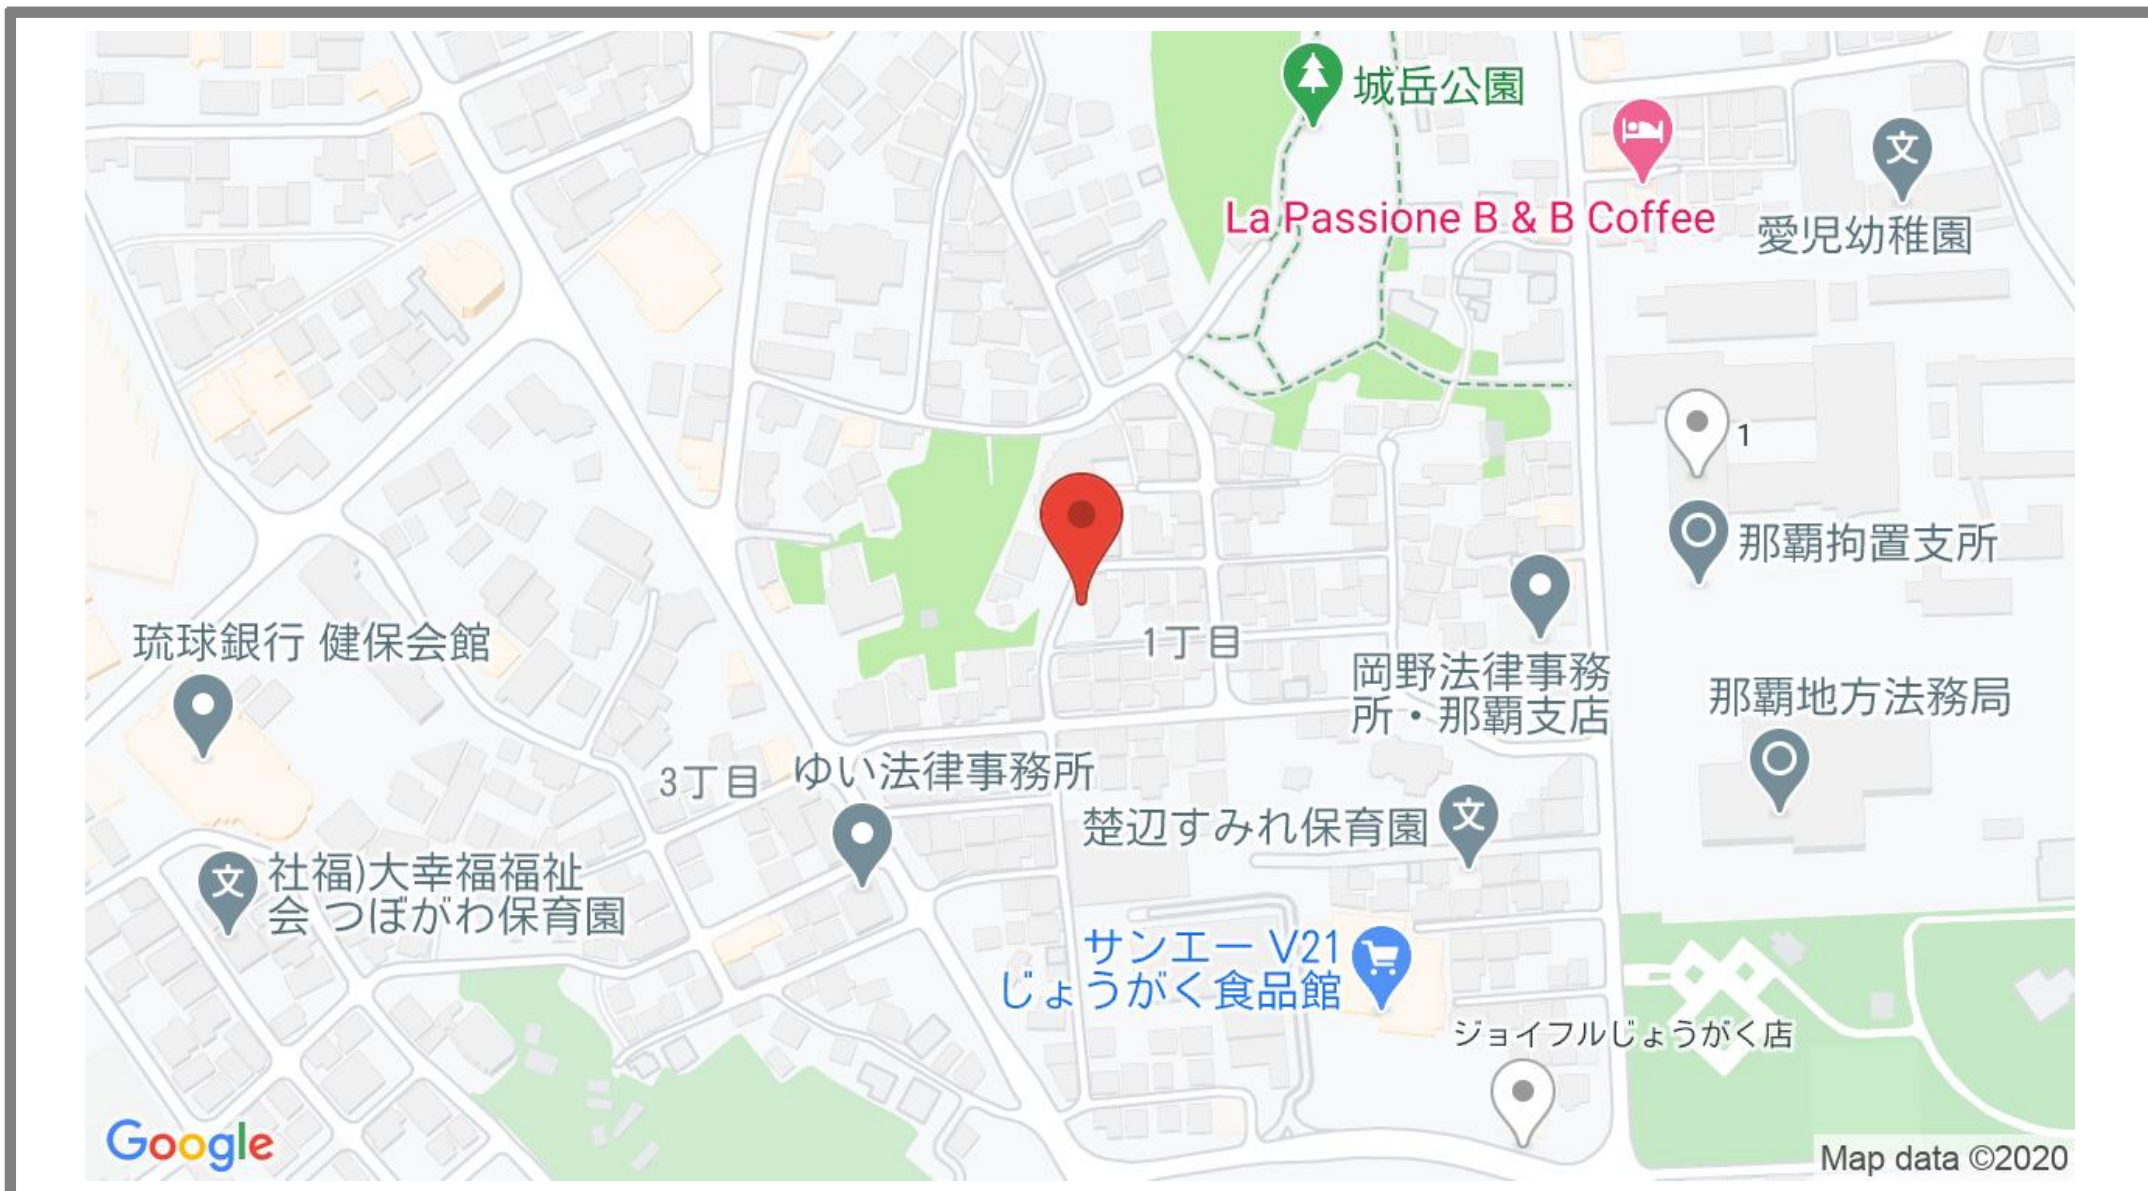 城岳公園
La Passione B & B Coffee
文
愛児幼稚園
1
那覇拘置支所
琉球銀行 健保会館
1丁目
岡野法律事務
所・那覇支店
那覇地方法務局
3丁目
ゆい法律事務所
楚辺すみれ保育園
文
文
社福)大幸福福祉
会 つぼがわ保育園
サンエー V21
じょうがく食品館
ジョイフルじょうがく店
Google
Map data ©2020